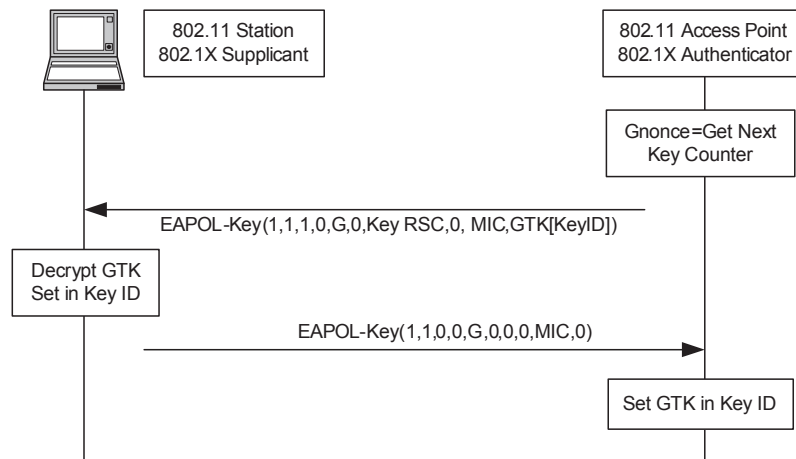 802.11 Station
802.1X Supplicant
802.11 Access Point
802.1X Authenticator
Gnonce=Get Next
Key Counter
EAPOL-Key(1,1,1,0,G,0,Key RSC,0, MIC,GTK[KeyID])
Decrypt GTK
Set in Key ID
EAPOL-Key(1,1,0,0,G,0,0,0,MIC,0)
Set GTK in Key ID